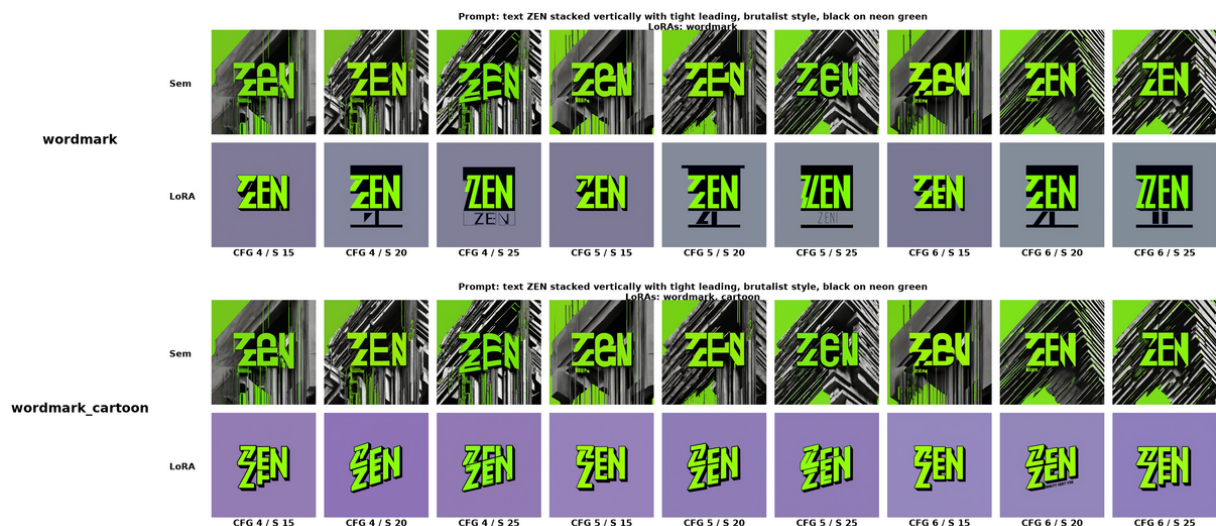 Prompt: text ZEN stacked vertically with tight leading, brutalist style, black on neon green
LoRAs: wordmark
Sem
ZEN ZEN ZEN ZEN ZEN ZEN ZEN ZEN ZEN
wordmark
LoRA
ZEN ZEN ZEN ZEN ZEN ZEN ZEN ZEN ZEN
ZEN
CFG 4 / S 15 CFG 4 / S 20 CFG 4 / S 25 CFG 5 / S 15 CFG 5 / S 20 CFG 5 / S 25 CFG 6 / S 15 CFG 6 / S 20 CFG 6 / S 25
Prompt: text ZEN stacked vertically with tight leading, brutalist style, black on neon green
LoRAs: wordmark, cartoon
Sem
ZEN ZEN ZEN ZEN ZEN ZEN ZEN ZEN ZEN
wordmark_cartoon
LoRA
ZEN ZEN ZEN ZEN ZEN ZEN ZEN ZEN ZEN
CFG 4 / S 15 CFG 4 / S 20 CFG 4 / S 25 CFG 5 / S 15 CFG 5 / S 20 CFG 5 / S 25 CFG 6 / S 15 CFG 6 / S 20 CFG 6 / S 25